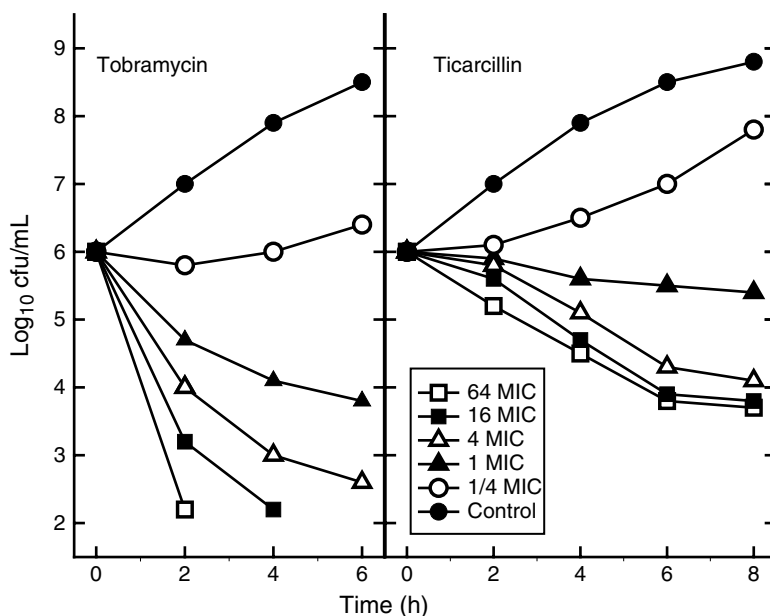 Tobramycin
Ticarcillin
Log10 cfu/mL
9
8
7
6
5
4
3
2
64 MIC
16 MIC
4 MIC
1 MIC
1/4 MIC
Control
0 2 4 6 0 2 4 6 8
Time (h)